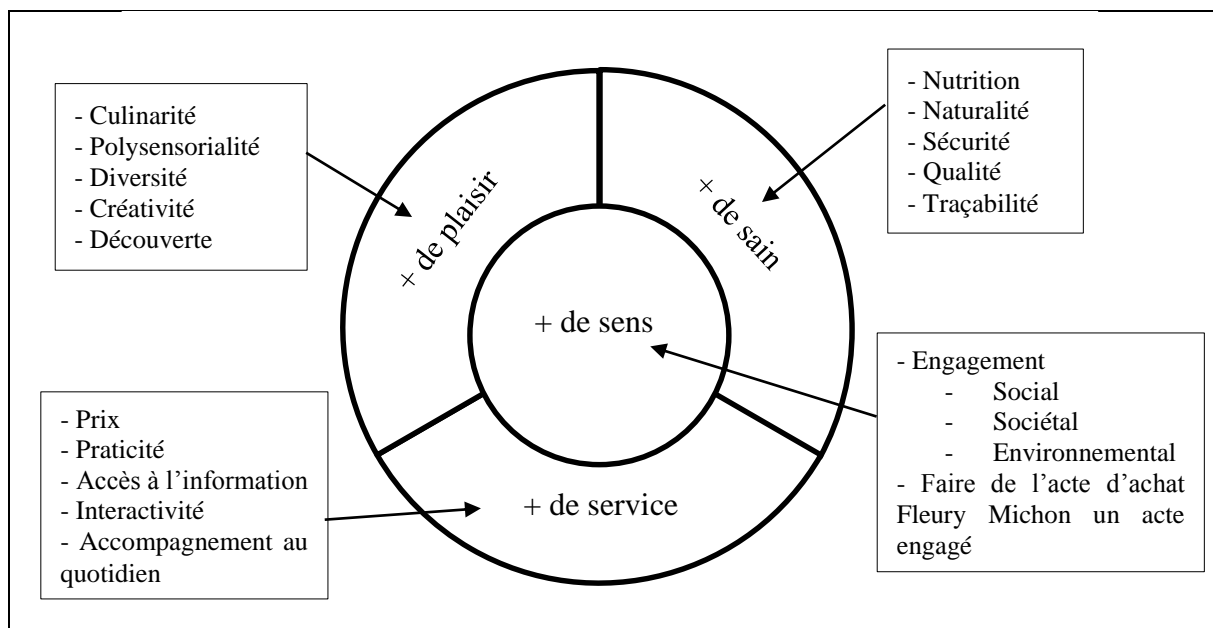 - Culinarité
- Polysensorialité
- Diversité
- Créativité
- Découverte
- Nutrition
- Naturalité
- Sécurité
- Qualité
- Traçabilité
+ de plaisir
+ de sain
+ de sens
- Engagement
- Social
- Sociétal
- Environnemental
- Faire de l’acte d’achat
Fleury Michon un acte
engagé
- Prix
- Praticité
- Accès à l’information
- Interactivité
- Accompagnement au
quotidien
+ de service